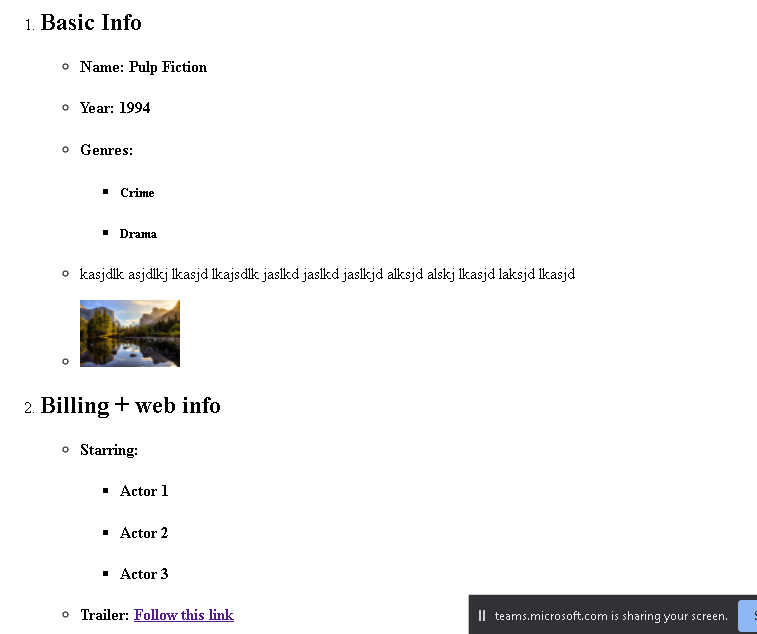 1. Basic Info
Name: Pulp Fiction
Year: 1994
Genres:
Crime
Drama
kasjdlk asjdlkj lkasjd lkajsdlk jaslkd jaslkd jaslkjd alksjd alskj lkasjd laksjd lkasjd
2. Billing + web info
Starring:
Actor 1
Actor 2
Actor 3
Trailer: Follow this link
teams.microsoft.com is sharing your screen.